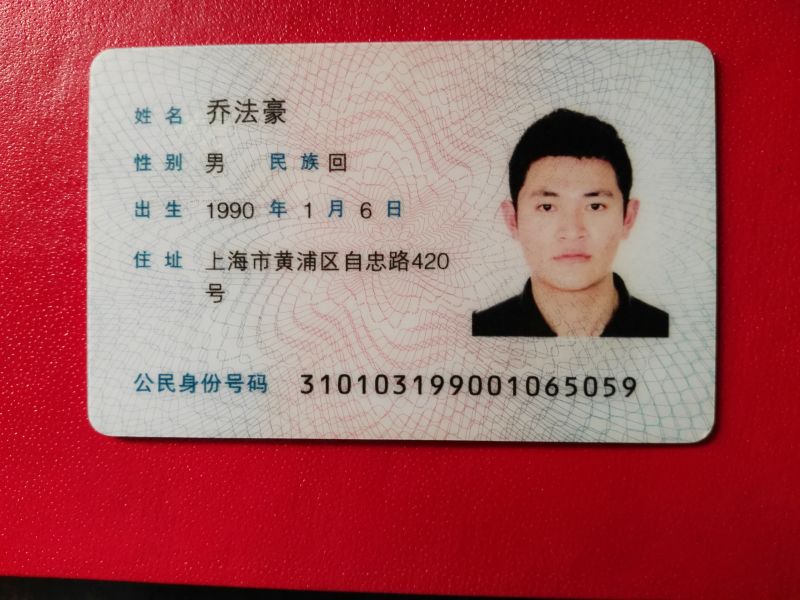 姓名 乔法豪
性别 男 民族 回
出生 1990 年 1 月 6 日
住址 上海市黄浦区自忠路420
号
公民身份号码 310103199001065059